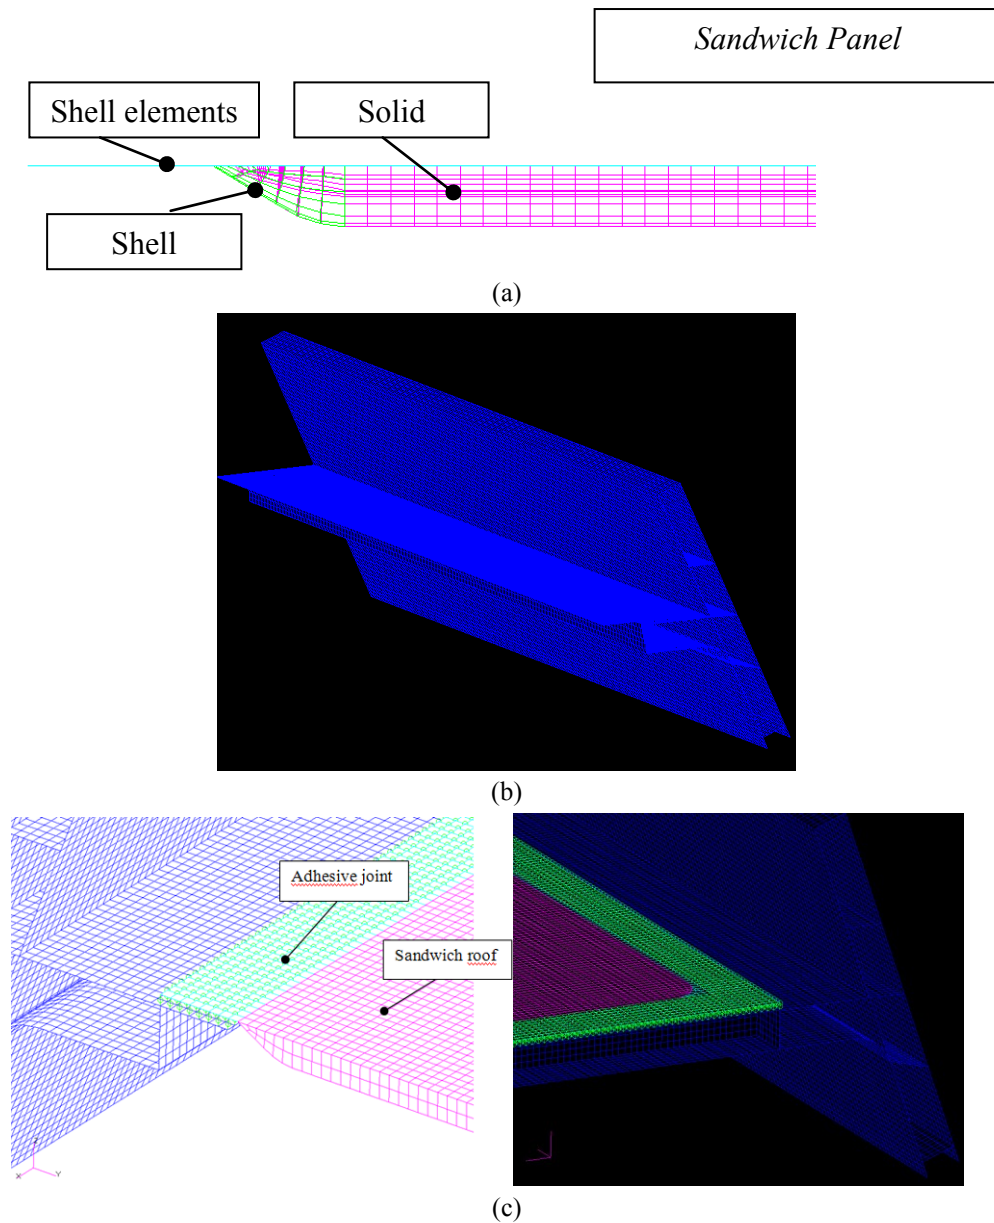 Sandwich Panel
Shell elements
Solid
Shell
(a)
(b)
Adhesive joint
Sandwich roof
Z
X
Y
(c)